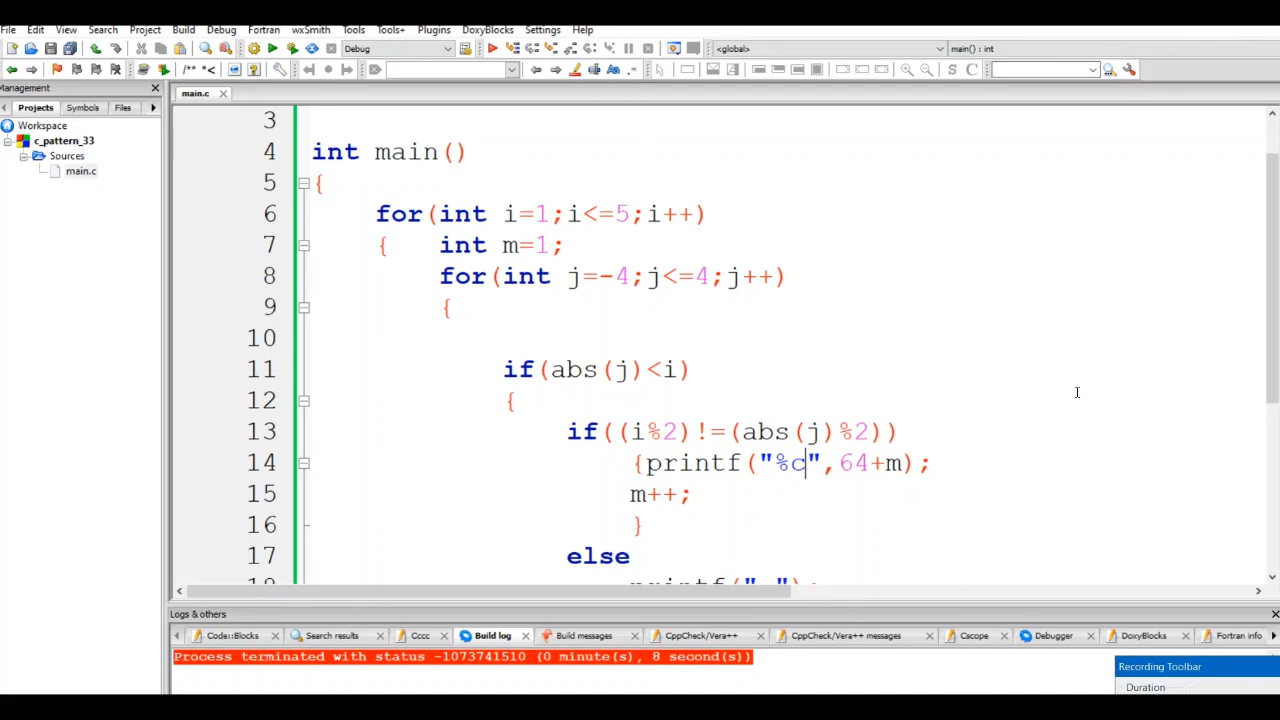 File Edit View Search Project Build Debug Fortran wxSmith Tools Tools+ Plugins DoxyBlocks Settings Help
Debug <global> main() : int
/** *< S C
Management
main.c
Projects Symbols Files
Workspace
c_pattern_33
Sources
main.c
3
4 int main()
5 {
6 for(int i=1;i<=5;i++)
7 { int m=1;
8 for(int j=-4;j<=4;j++)
9 {
10
11 if(abs(j)<i)
12 {
13 if((i%2)!=(abs(j)%2))
14 {printf("%c",64+m);
15 m++;
16 }
17 else
18 printf(" ");
Logs & others
Code::Blocks Search results Cccc Build log Build messages CppCheck/Vera++ CppCheck/Vera++ messages Cscope Debugger DoxyBlocks Fortran info
Process terminated with status -1073741510 (0 minute(s), 8 second(s))
Recording Toolbar
Duration